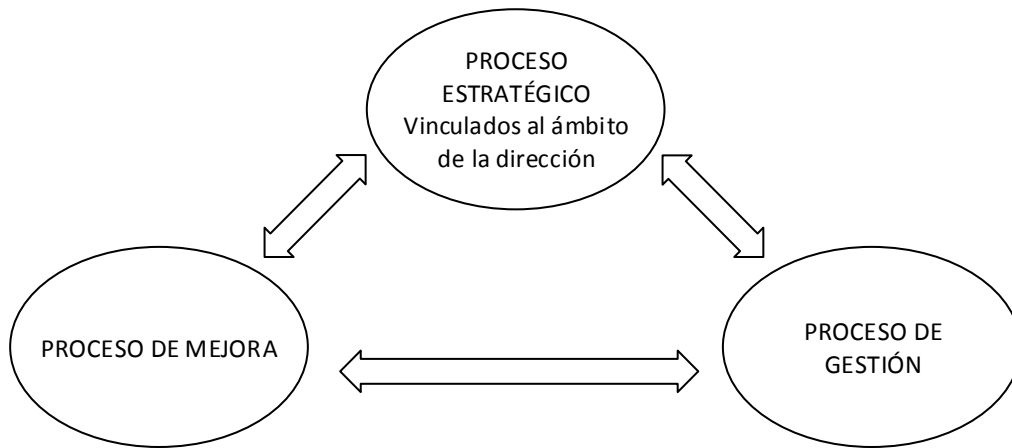 PROCESO
ESTRATÉGICO
Vinculados al ámbito
de la dirección
PROCESO DE MEJORA
PROCESO DE
GESTIÓN